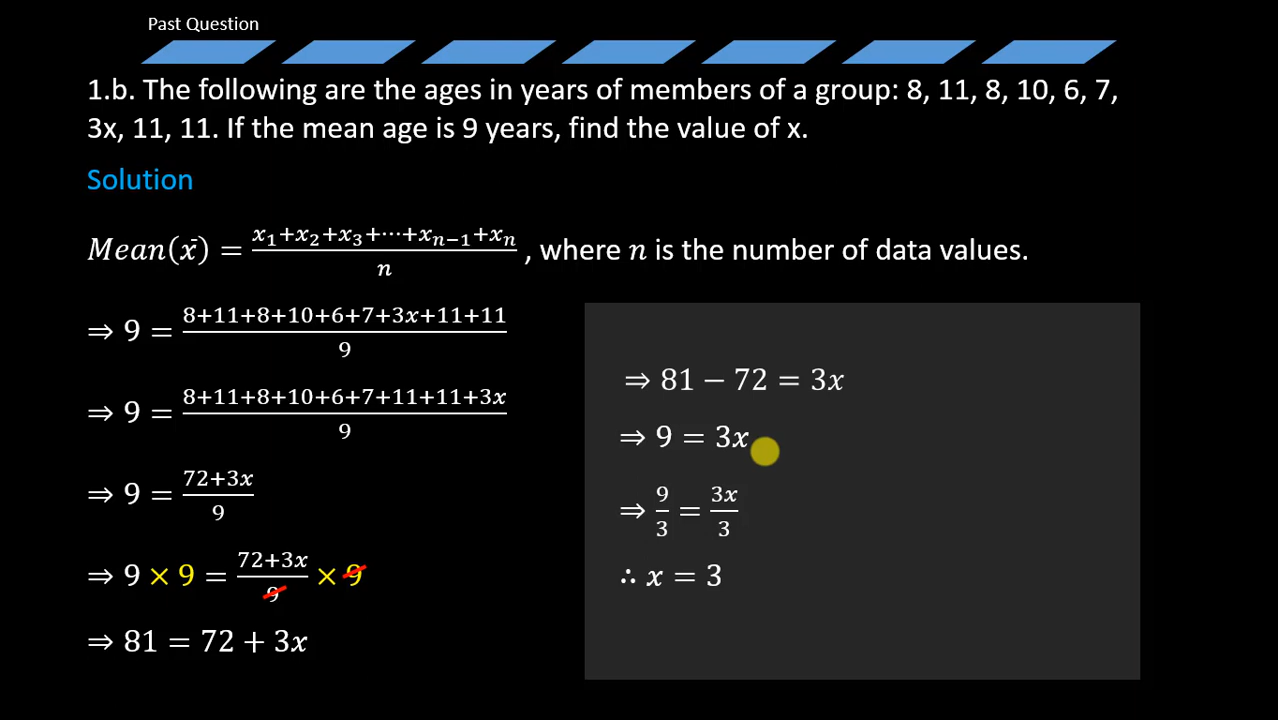 Past Question
1.b. The following are the ages in years of members of a group: 8, 11, 8, 10, 6, 7,
3x, 11, 11. If the mean age is 9 years, find the value of x.
Solution
Mean(x̄) = (x₁+x₂+x₃+⋯+xₙ₋₁+xₙ)/n , where n is the number of data values.
⇒ 9 = (8+11+8+10+6+7+3x+11+11)/9
⇒ 9 = (8+11+8+10+6+7+11+11+3x)/9
⇒ 9 = (72+3x)/9
⇒ 9 × 9 = (72+3x)/9 × 9
⇒ 81 = 72 + 3x
⇒ 81 − 72 = 3x
⇒ 9 = 3x
⇒ 9/3 = 3x/3
∴ x = 3